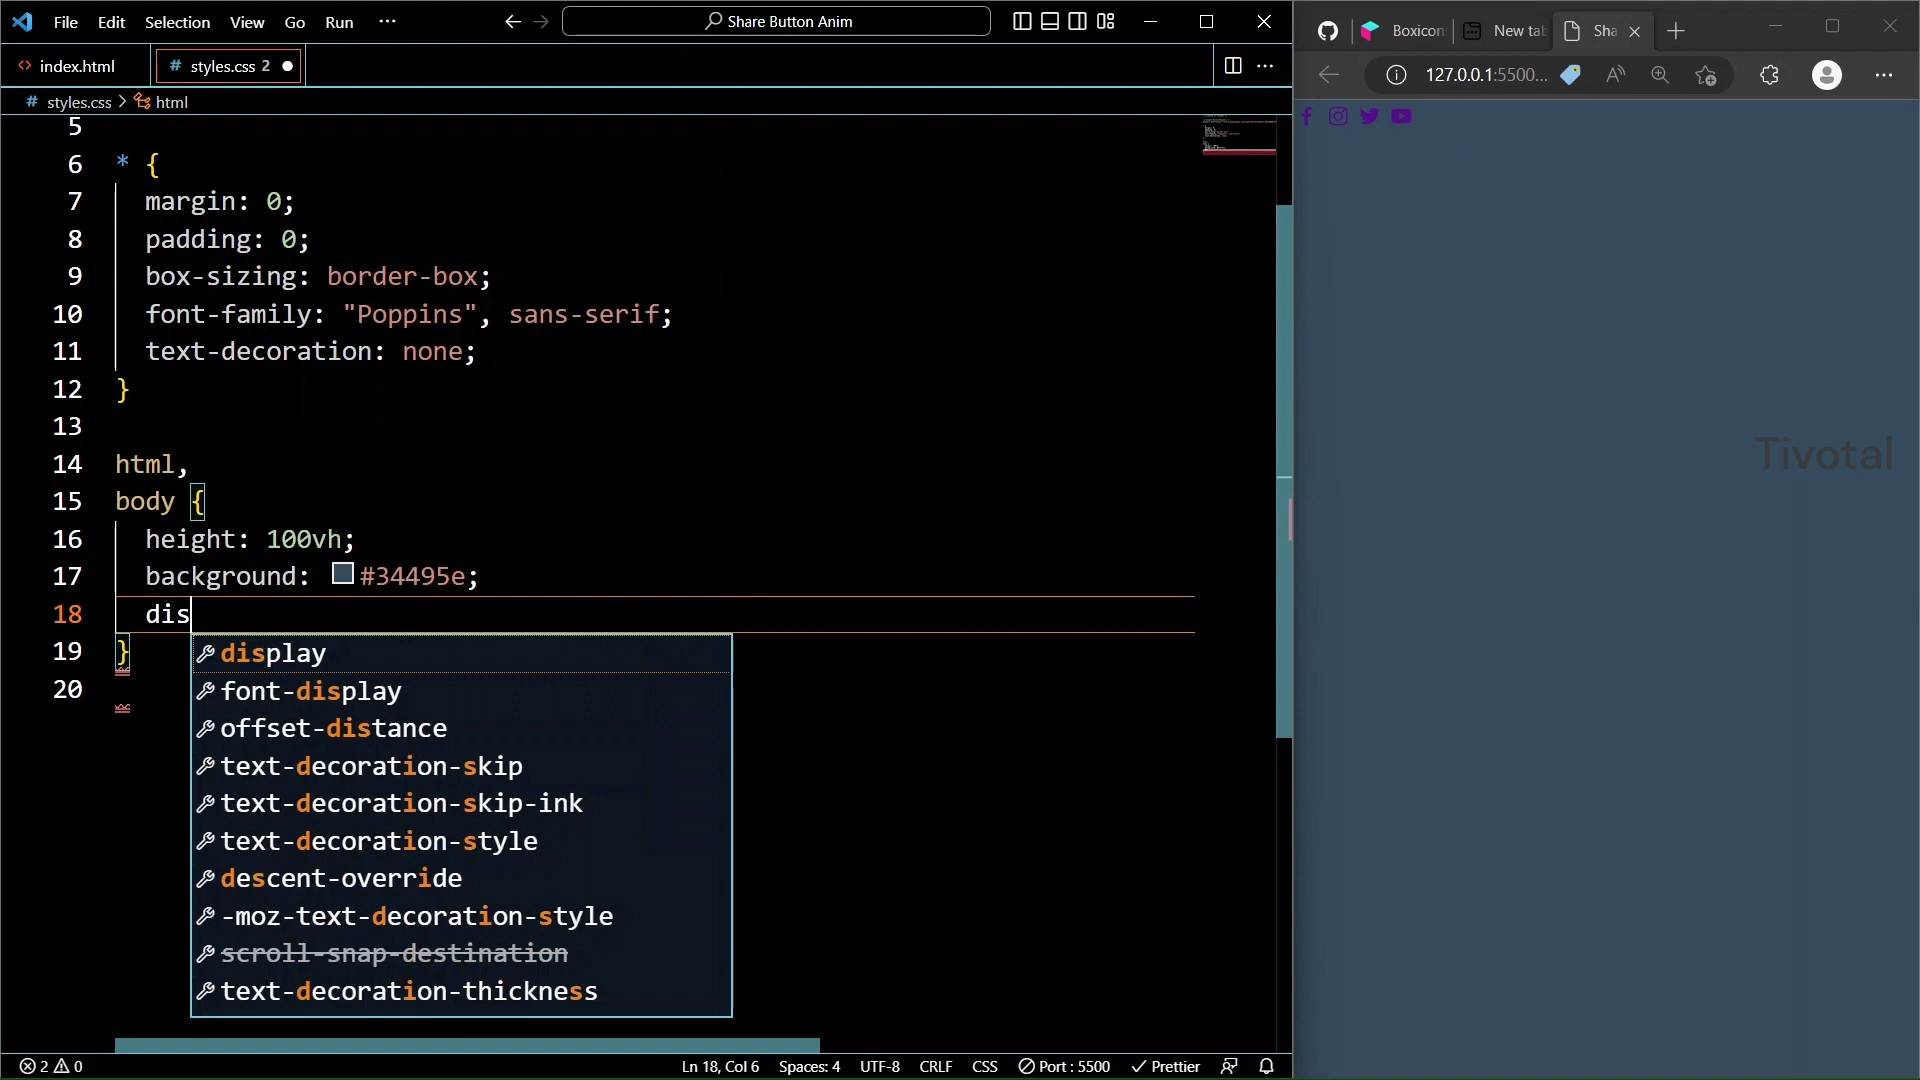 File Edit Selection View Go Run ···
Share Button Anim
index.html
# styles.css 2
# styles.css > html
5
6 * {
7 margin: 0;
8 padding: 0;
9 box-sizing: border-box;
10 font-family: "Poppins", sans-serif;
11 text-decoration: none;
12 }
13
14 html,
15 body {
16 height: 100vh;
17 background: #34495e;
18 dis
19 }
20
display
font-display
offset-distance
text-decoration-skip
text-decoration-skip-ink
text-decoration-style
descent-override
-moz-text-decoration-style
scroll-snap-destination
text-decoration-thickness
2 0
Ln 18, Col 6
Spaces: 4
UTF-8
CRLF
CSS
Port : 5500
Prettier
Boxicon
New tab
Sha
127.0.0.1:5500...
Tivotal